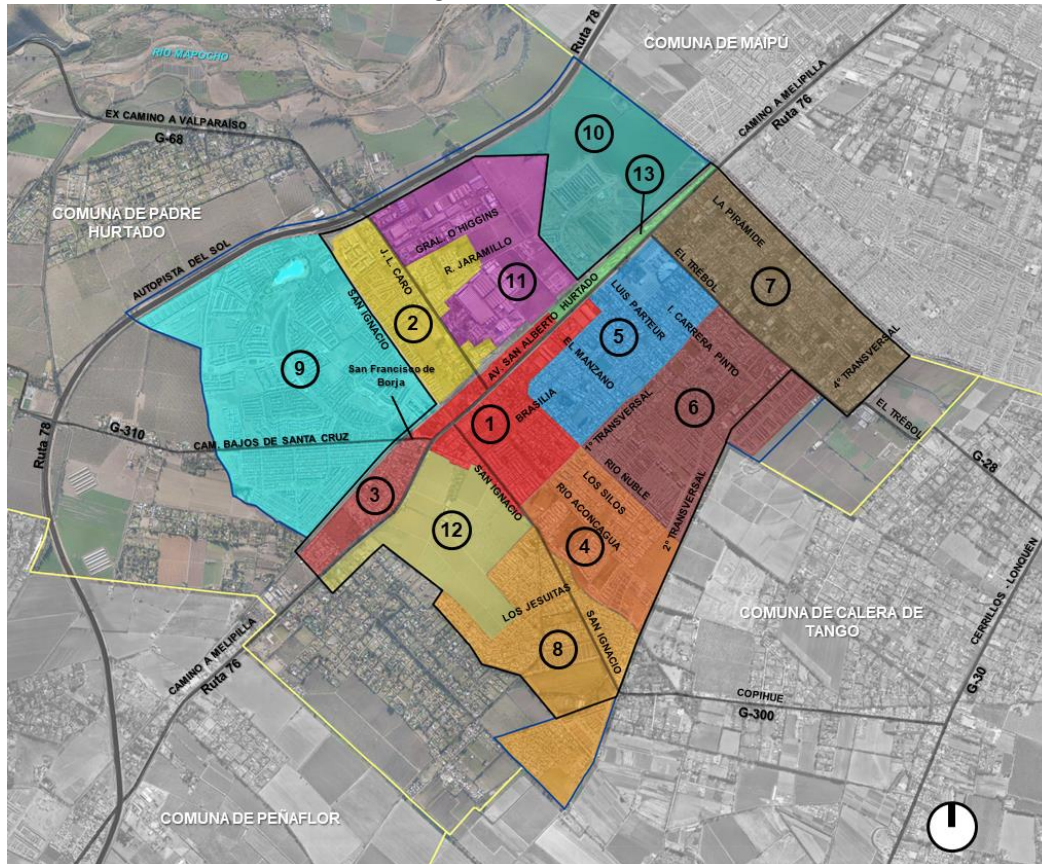 RÍO MAPOCHO
Ruta 78
COMUNA DE MAIPÚ
CAMINO A MELIPILLA
Ruta 76
EX CAMINO A VALPARAÍSO
G-68
10
13
COMUNA DE PADRE
HURTADO
AUTOPISTA DEL SOL
GRAL. O´HIGGINS
R. JARAMILLO
J. L. CARO
11
LA PIRAMIDE
EL TRÉBOL
7
SAN IGNACIO
2
AV. SAN ALBERTO HURTADO
LUIS PARTEUR
I. CARRERA PINTO
5
4° TRANSVERSAL
9
San Francisco de
Borja
EL MANZANO
BRASILIA
1
6
1° TRANSVERSAL
EL TRÉBOL
G-28
Ruta 78
G-310
CAM. BAJOS DE SANTA CRUZ
SAN IGNACIO
RIO ÑUBLE
LOS SILOS
RIO ACONCAGUA
2° TRANSVERSAL
3
12
4
LOS JESUITAS
8
SAN IGNACIO
COMUNA DE CALERA DE
TANGO
CERRILLOS - LONQUÉN
G-30
CAMINO A MELIPILLA
Ruta 76
COPIHUE
G-300
COMUNA DE PEÑAFLOR